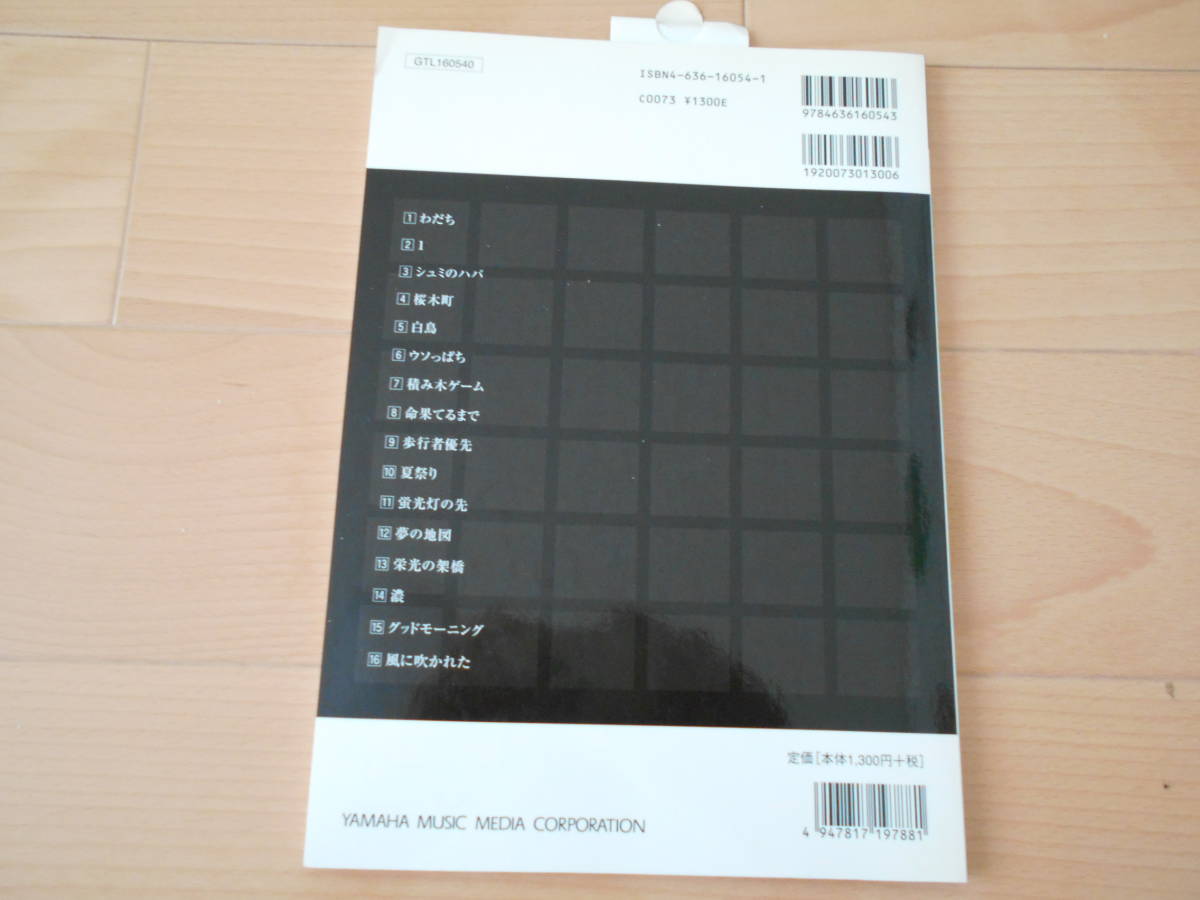 GTL160540
ISBN4-636-16054-1
C0073 ¥1300E
9784636160543
1920073013006
1 わだち
2 1
3 シュミのハバ
4 桜木町
5 白鳥
6 ウソっぱち
7 積み木ゲーム
8 命果てるまで
9 歩行者優先
10 夏祭り
11 蛍光灯の先
12 夢の地図
13 栄光の架橋
14 濃
15 グッドモーニング
16 風に吹かれた
定価[本体1,300円+税]
YAMAHA MUSIC MEDIA CORPORATION
4 947817 197881